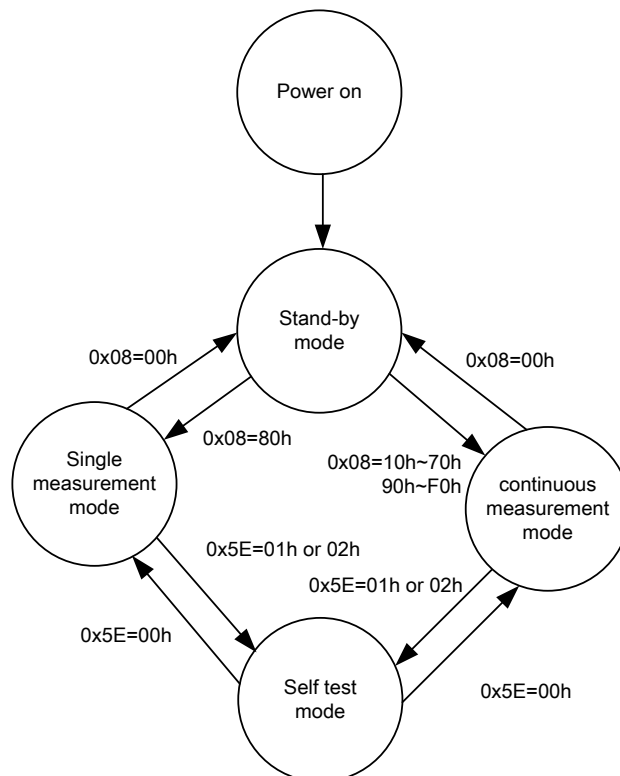 Power on
Stand-by
mode
0x08=00h
0x08=00h
0x08=80h
0x08=10h~70h
90h~F0h
Single
measurement
mode
continuous
measurement
mode
0x5E=01h or 02h
0x5E=01h or 02h
0x5E=00h
Self test
mode
0x5E=00h